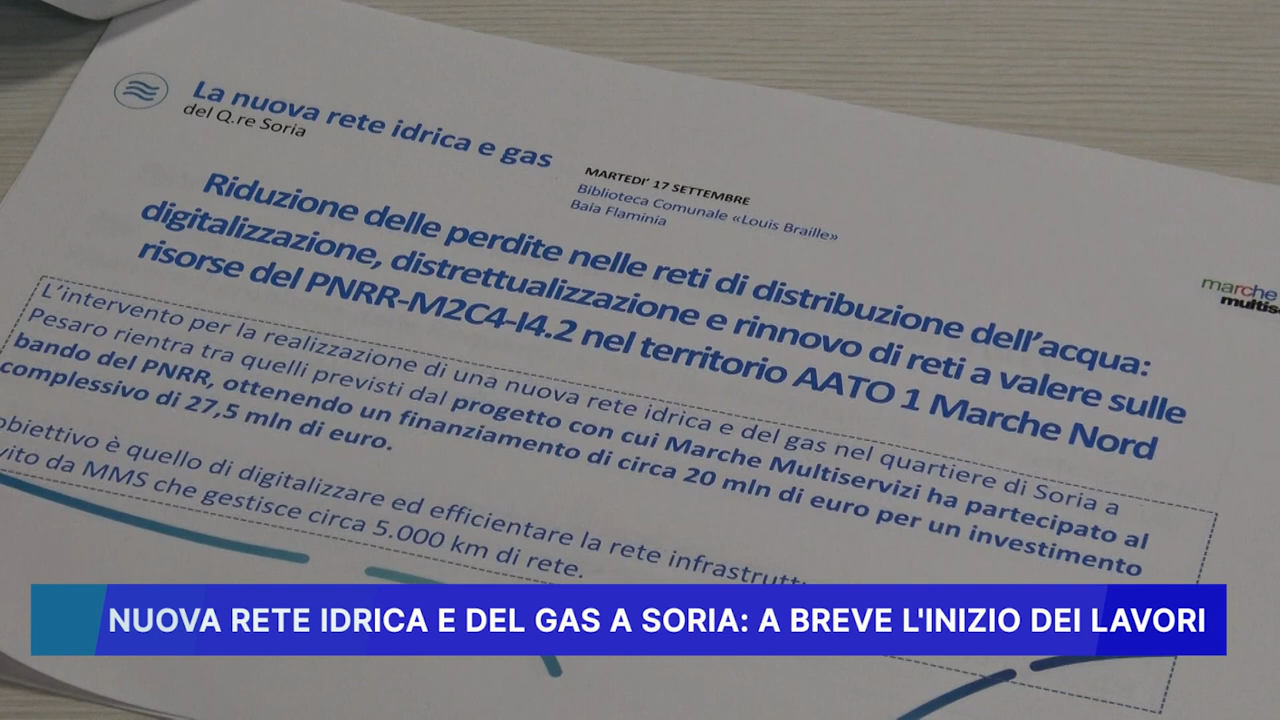 La nuova rete idrica e gas
del Q.re Soria
MARTEDI' 17 SETTEMBRE
Biblioteca Comunale «Louis Braille»
Baia Flaminia
Riduzione delle perdite nelle reti di distribuzione dell'acqua:
digitalizzazione, distrettualizzazione e rinnovo di reti a valere sulle
risorse del PNRR-M2C4-I4.2 nel territorio AATO 1 Marche Nord
marche
L'intervento per la realizzazione di una nuova rete idrica e del gas nel quartiere di Soria a
Pesaro rientra tra quelli previsti dal progetto con cui Marche Multiservizi ha partecipato al
bando del PNRR, ottenendo un finanziamento di circa 20 mln di euro per un investimento
complessivo di 27,5 mln di euro.
obiettivo è quello di digitalizzare ed efficientare la rete
da MMS che gestisce circa 5.000 km di rete.
NUOVA RETE IDRICA E DEL GAS A SORIA: A BREVE L'INIZIO DEI LAVORI